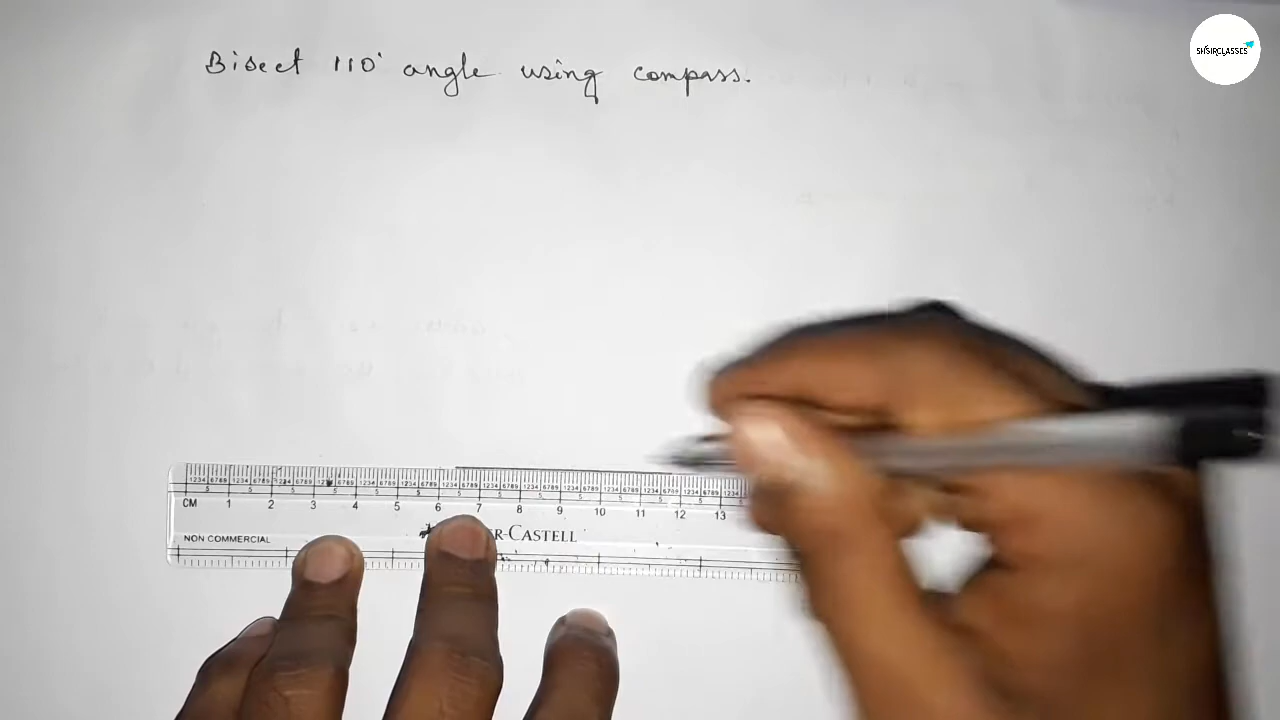 Bisect 110° angle using compass.
SHSIRCLASSES
CM 1 2 3 4 5 6 7 8 9 10 11 12 13
R-CASTELL
NON COMMERCIAL